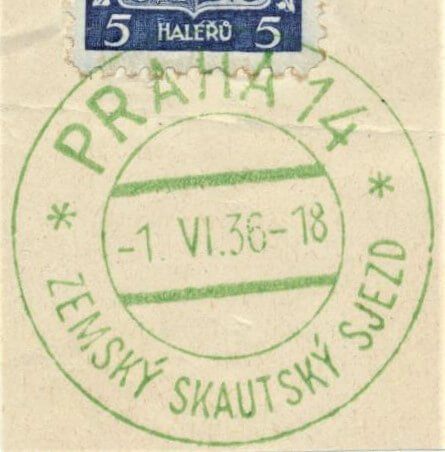 5 HALÉŘŮ 5
PRAHA 14
-1. VI.36-18
* ZEMSKÝ SKAUTSKÝ SJEZD *